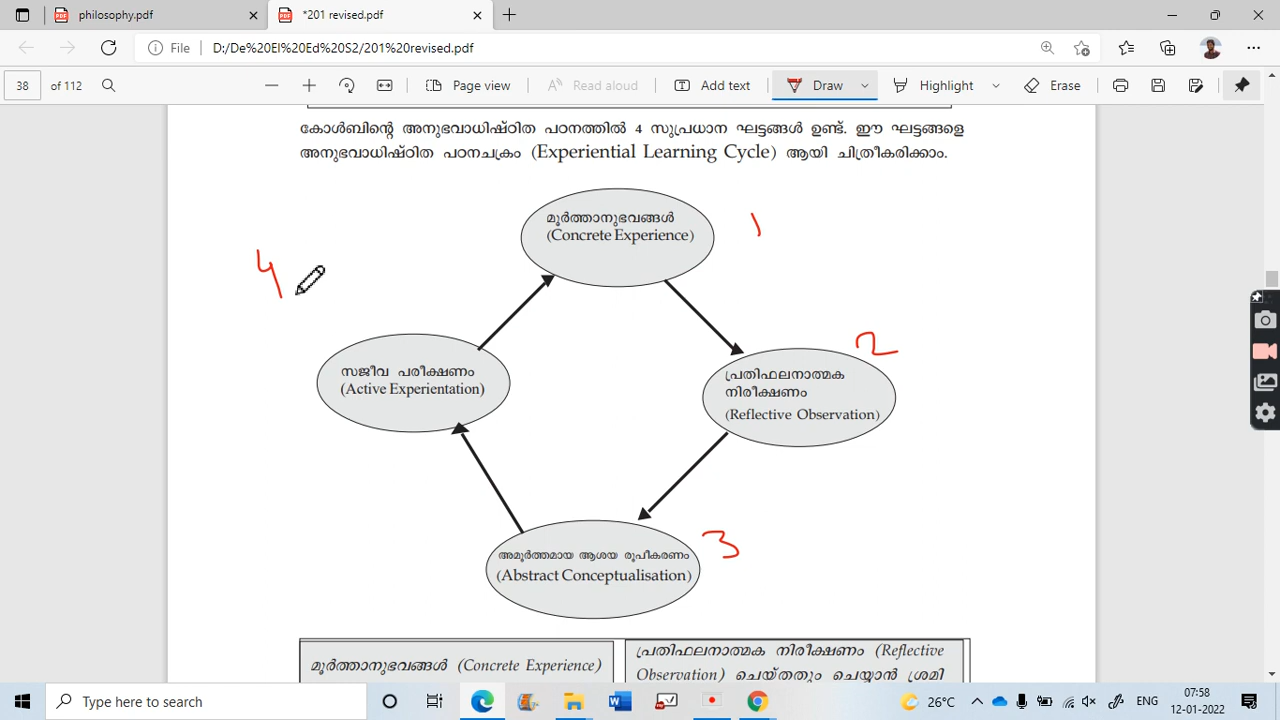 philosophy.pdf
*201 revised.pdf
File
D:/De%20El%20Ed%20S2/201%20revised.pdf
38
of 112
Page view
Read aloud
Add text
Draw
Highlight
Erase
കോൾബിന്റെ അനുഭവാധിഷ്ഠിത പഠനത്തിൽ 4 സുപ്രധാന ഘട്ടങ്ങൾ ഉണ്ട്. ഈ ഘട്ടങ്ങളെ
അനുഭവാധിഷ്ഠിത പഠനചക്രം (Experiential Learning Cycle) ആയി ചിത്രീകരിക്കാം.
മൂർത്താനുഭവങ്ങൾ
(Concrete Experience)
1
4
2
സജീവ പരീക്ഷണം
(Active Experientation)
പ്രതിഫലനാത്മക
നിരീക്ഷണം
(Reflective Observation)
3
അമൂർത്തമായ ആശയ രൂപീകരണം
(Abstract Conceptualisation)
മൂർത്താനുഭവങ്ങൾ (Concrete Experience)
പ്രതിഫലനാത്മക നിരീക്ഷണം (Reflective
Observation) ചെയ്തതും ചെയ്യാൻ ശ്രമി
Type here to search
26°C
ENG
07:58
12-01-2022